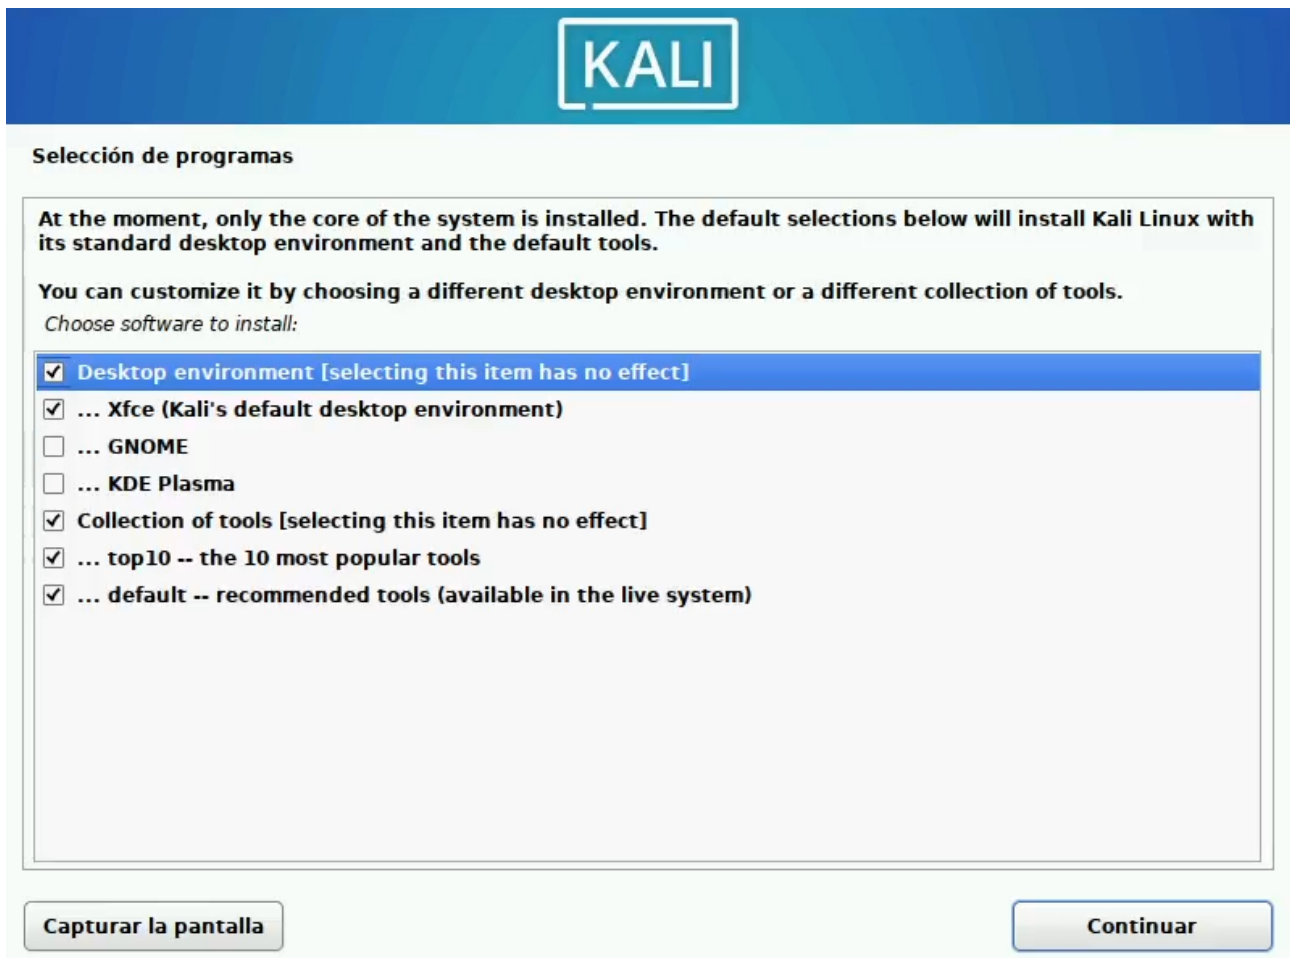 KALI
Selección de programas
At the moment, only the core of the system is installed. The default selections below will install Kali Linux with
its standard desktop environment and the default tools.
You can customize it by choosing a different desktop environment or a different collection of tools.
Choose software to install:
Desktop environment [selecting this item has no effect]
... Xfce (Kali's default desktop environment)
... GNOME
... KDE Plasma
Collection of tools [selecting this item has no effect]
... top10 -- the 10 most popular tools
... default -- recommended tools (available in the live system)
Capturar la pantalla
Continuar